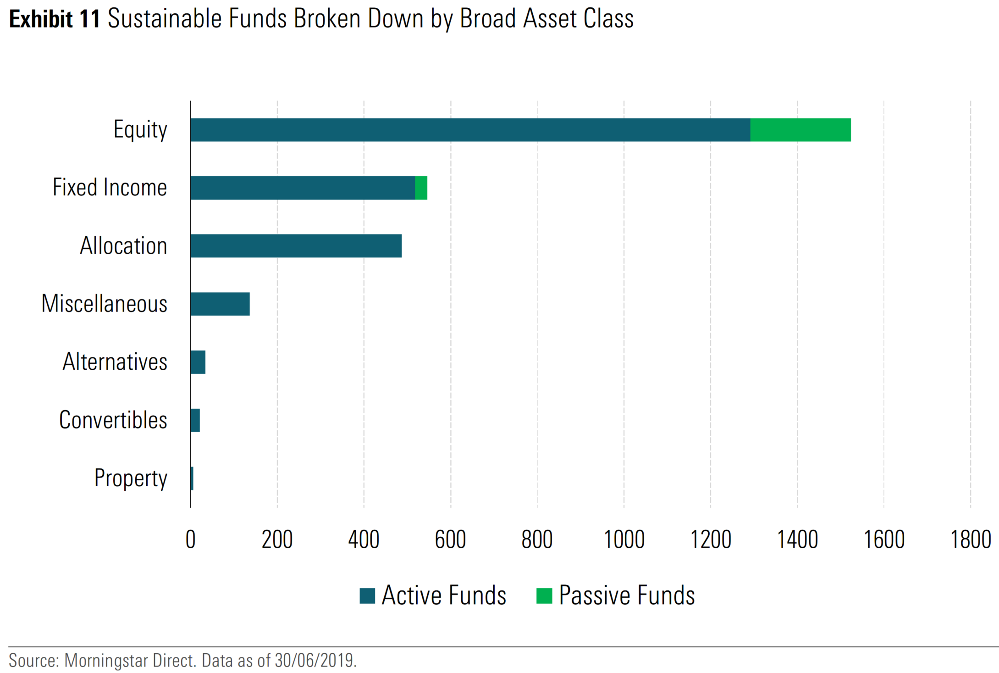 Exhibit 11 Sustainable Funds Broken Down by Broad Asset Class
Equity
Fixed Income
Allocation
Miscellaneous
Alternatives
Convertibles
Property
0 200 400 600 800 1000 1200 1400 1600 1800
Active Funds Passive Funds
Source: Morningstar Direct. Data as of 30/06/2019.